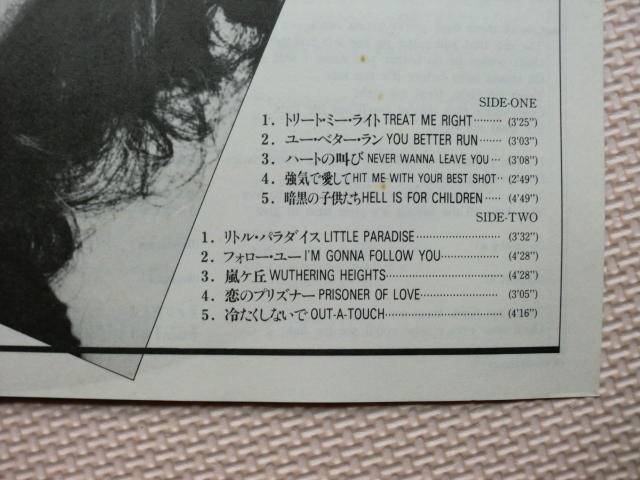 SIDE-ONE
1. トリート・ミー・ライト TREAT ME RIGHT ········ (3'25")
2. ユー・ベター・ラン YOU BETTER RUN ······ (3'03")
3. ハートの叫び NEVER WANNA LEAVE YOU ··· (3'08")
4. 強気で愛して HIT ME WITH YOUR BEST SHOT ·· (2'49")
5. 暗黒の子供たち HELL IS FOR CHILDREN ····· (4'49")
SIDE-TWO
1. リトル・パラダイス LITTLE PARADISE ···················· (3'32")
2. フォロー・ユー I'M GONNA FOLLOW YOU ·············· (4'28")
3. 嵐ケ丘 WUTHERING HEIGHTS ···························· (4'28")
4. 恋のプリズナー PRISONER OF LOVE ··················· (3'05")
5. 冷たくしないで OUT-A-TOUCH ···························· (4'16")